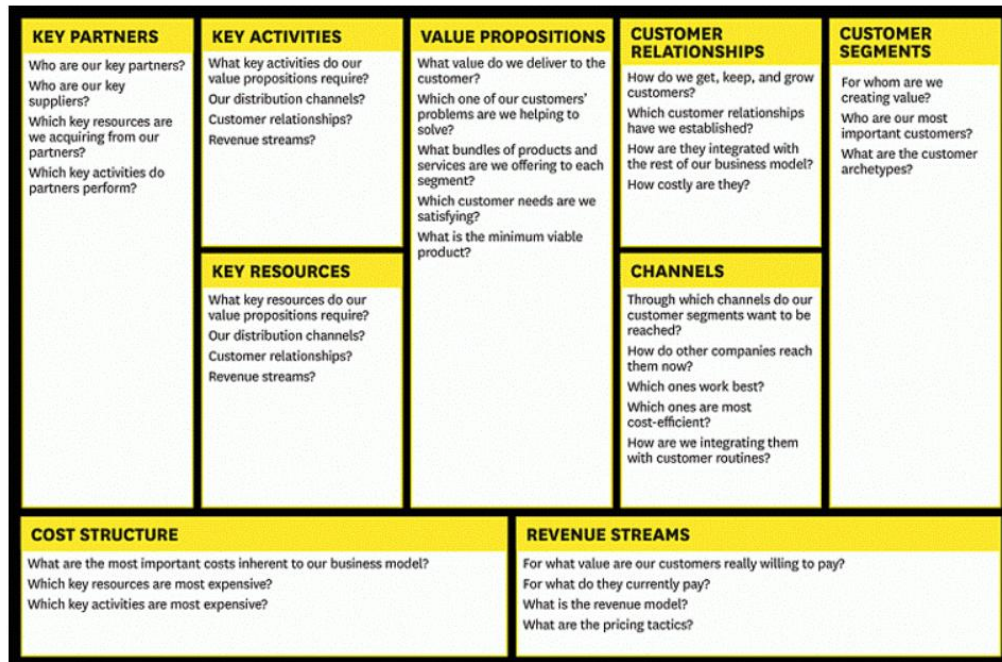 KEY PARTNERS
Who are our key partners?
Who are our key
suppliers?
Which key resources are
we acquiring from our
partners?
Which key activities do
partners perform?
KEY ACTIVITIES
What key activities do our
value propositions require?
Our distribution channels?
Customer relationships?
Revenue streams?
KEY RESOURCES
What key resources do our
value propositions require?
Our distribution channels?
Customer relationships?
Revenue streams?
VALUE PROPOSITIONS
What value do we deliver to the
customer?
Which one of our customers’
problems are we helping to
solve?
What bundles of products and
services are we offering to each
segment?
Which customer needs are we
satisfying?
What is the minimum viable
product?
CUSTOMER
RELATIONSHIPS
How do we get, keep, and grow
customers?
Which customer relationships
have we established?
How are they integrated with
the rest of our business model?
How costly are they?
CHANNELS
Through which channels do our
customer segments want to be
reached?
How do other companies reach
them now?
Which ones work best?
Which ones are most
cost-efficient?
How are we integrating them
with customer routines?
CUSTOMER
SEGMENTS
For whom are we
creating value?
Who are our most
important customers?
What are the customer
archetypes?
COST STRUCTURE
What are the most important costs inherent to our business model?
Which key resources are most expensive?
Which key activities are most expensive?
REVENUE STREAMS
For what value are our customers really willing to pay?
For what do they currently pay?
What is the revenue model?
What are the pricing tactics?